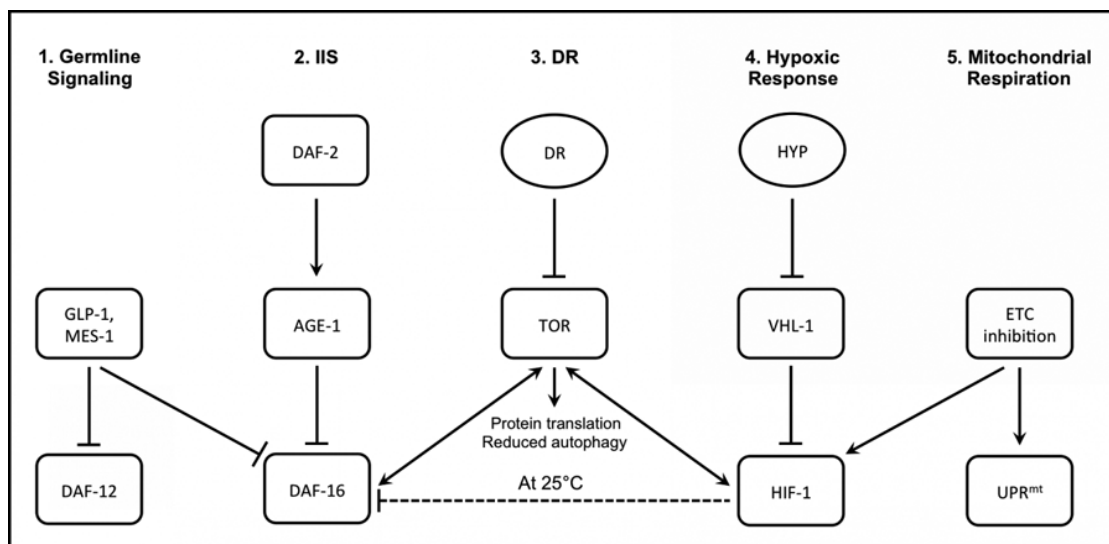 1. Germline
Signaling
2. IIS
3. DR
4. Hypoxic
Response
5. Mitochondrial
Respiration
DAF-2
DR
HYP
GLP-1,
MES-1
AGE-1
TOR
VHL-1
ETC
inhibition
Protein translation
Reduced autophagy
DAF-12
DAF-16
At 25°C
HIF-1
UPRᵐᵗ